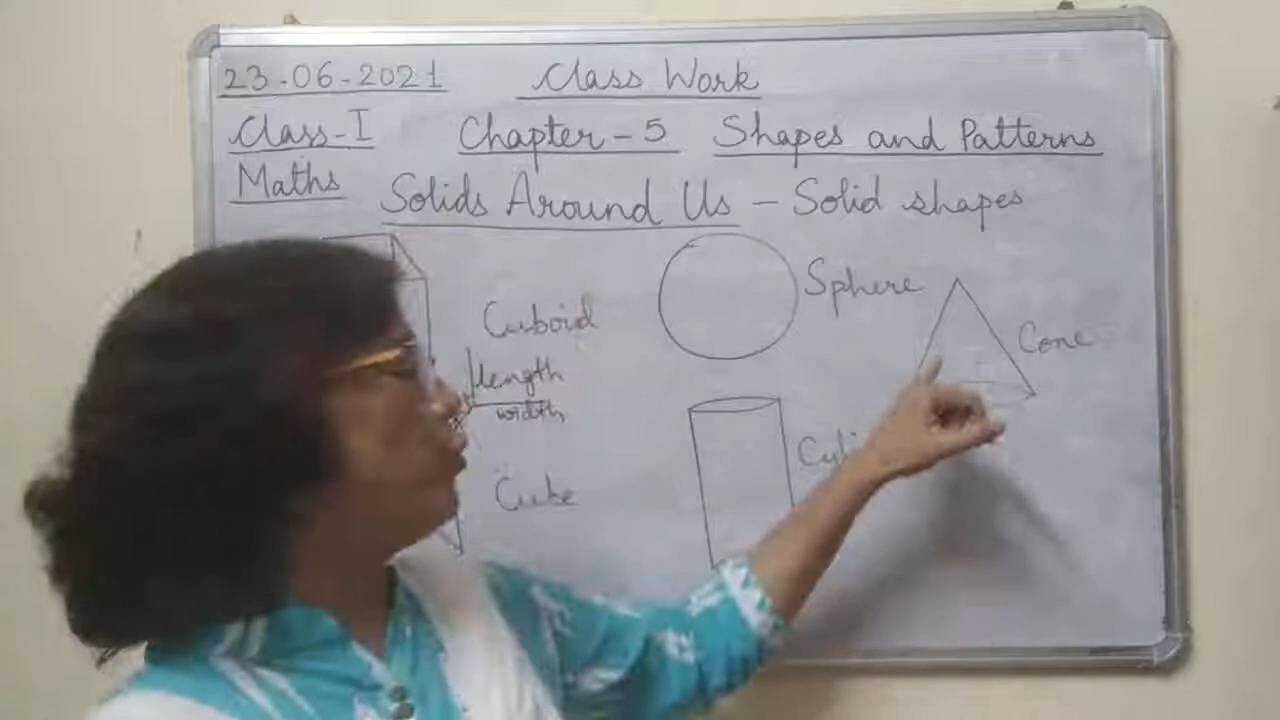 23-06-2021 Class Work
Class-I Chapter-5 Shapes and Patterns
Maths Solids Around Us - Solid shapes
Sphere
Cuboid
Cone
length
width
Cube